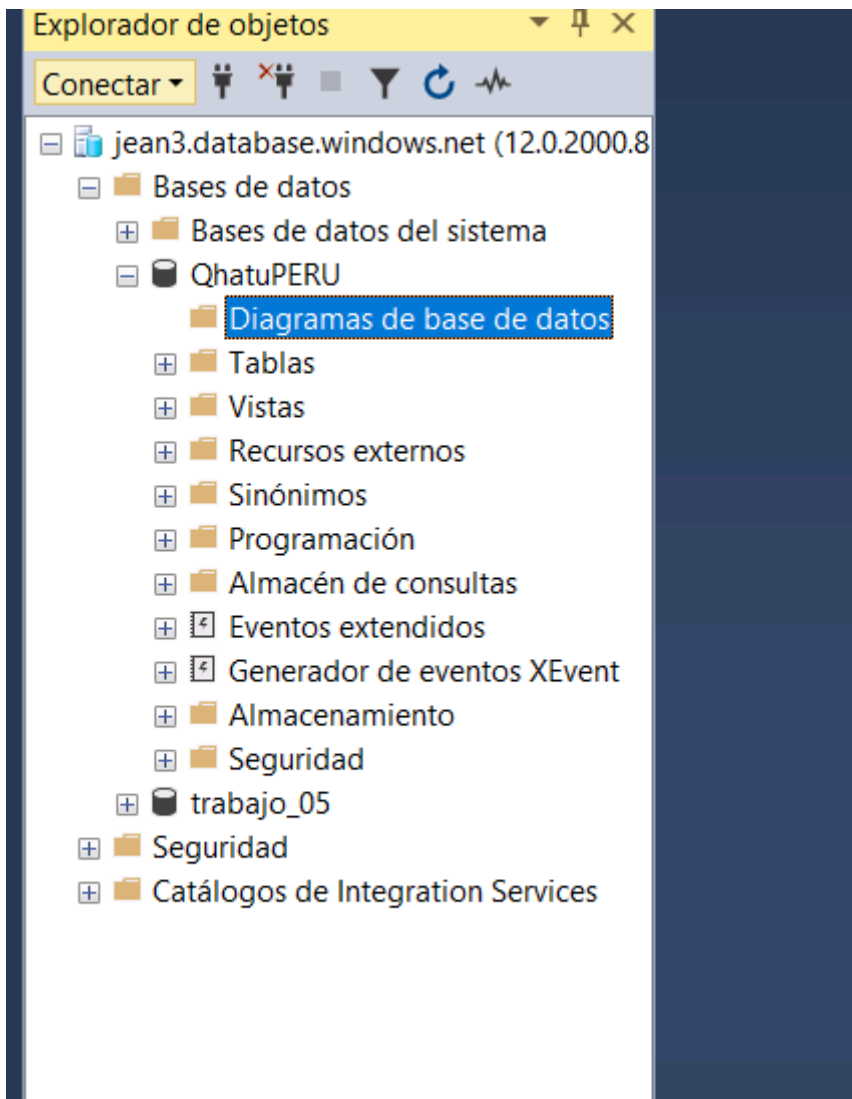 Explorador de objetos
Conectar
jean3.database.windows.net (12.0.2000.8
Bases de datos
Bases de datos del sistema
QhatuPERU
Diagramas de base de datos
Tablas
Vistas
Recursos externos
Sinónimos
Programación
Almacén de consultas
Eventos extendidos
Generador de eventos XEvent
Almacenamiento
Seguridad
trabajo_05
Seguridad
Catálogos de Integration Services